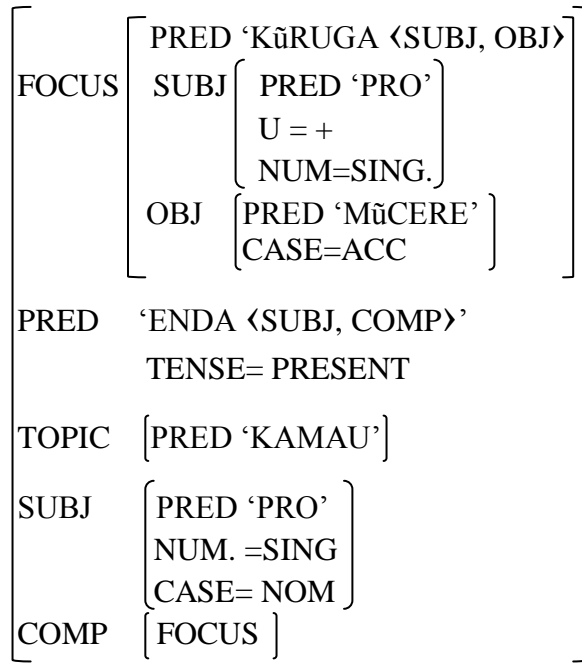 PRED ‘KũRUGA ‹SUBJ, OBJ›
FOCUS SUBJ PRED ‘PRO’
U = +
NUM=SING.
OBJ PRED ‘MũCERE’
CASE=ACC
PRED ‘ENDA ‹SUBJ, COMP›’
TENSE= PRESENT
TOPIC PRED ‘KAMAU’
SUBJ PRED ‘PRO’
NUM. =SING
CASE= NOM
COMP FOCUS